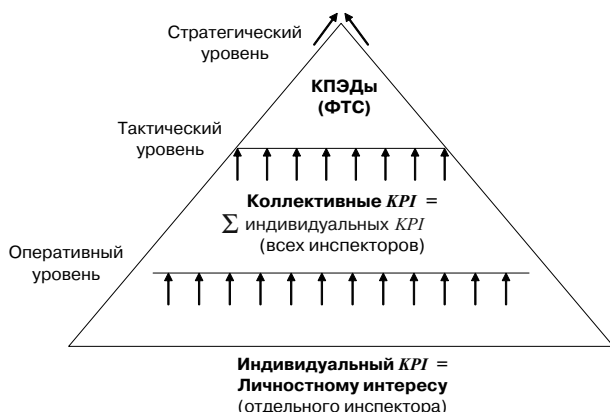 Стратегический
уровень
КПЭДы
(ФТС)
Тактический
уровень
Коллективные KPI =
∑ индивидуальных KPI
(всех инспекторов)
Оперативный
уровень
Индивидуальный KPI =
Личностному интересу
(отдельного инспектора)